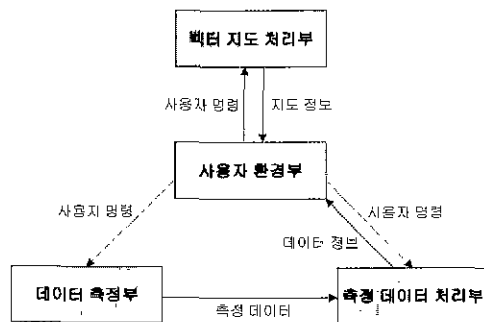 벡터 지도 처리부
사용자 명령
지도 정보
사용자 환경부
사용자 명령
사용자 명령
데이터 정보
데이터 측정부
측정 데이터
측정 데이터 처리부